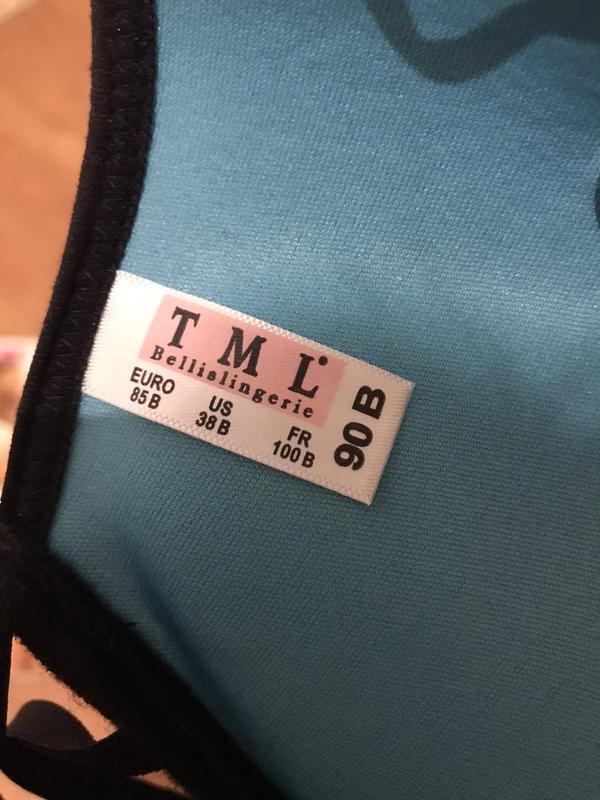 TML
Bellislingerie
EURO US FR
85 B 38 B 100 B
90 B